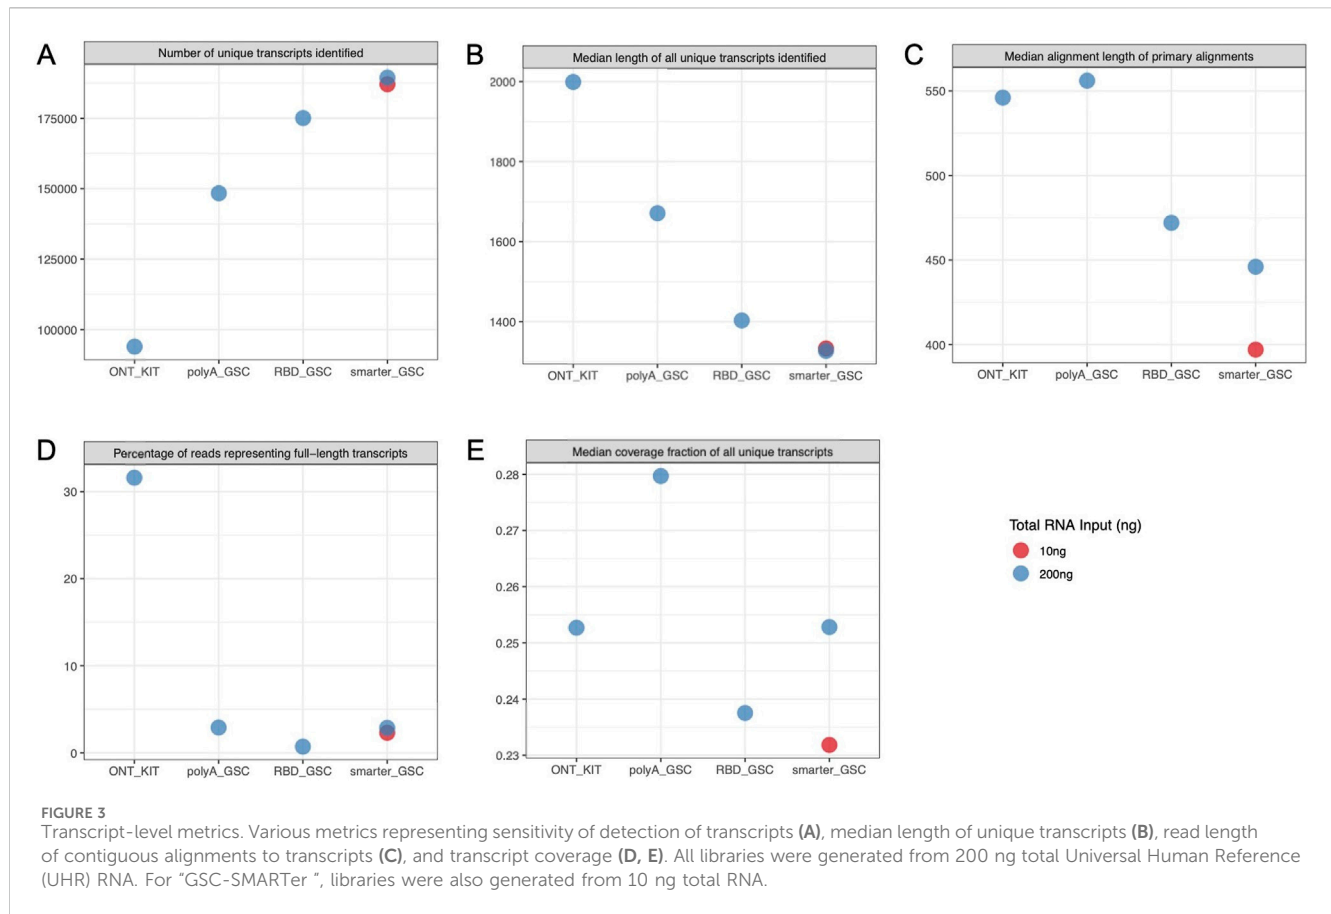 A
Number of unique transcripts identified
175000
150000
125000
100000
ONT_KIT polyA_GSC RBD_GSC smarter_GSC
B
Median length of all unique transcripts identified
2000
1800
1600
1400
ONT_KIT polyA_GSC RBD_GSC smarter_GSC
C
Median alignment length of primary alignments
550
500
450
400
ONT_KIT polyA_GSC RBD_GSC smarter_GSC
D
Percentage of reads representing full-length transcripts
30
20
10
0
ONT_KIT polyA_GSC RBD_GSC smarter_GSC
E
Median coverage fraction of all unique transcripts
0.28
0.27
0.26
0.25
0.24
0.23
ONT_KIT polyA_GSC RBD_GSC smarter_GSC
Total RNA Input (ng)
10ng
200ng
FIGURE 3
Transcript-level metrics. Various metrics representing sensitivity of detection of transcripts (A), median length of unique transcripts (B), read length
of contiguous alignments to transcripts (C), and transcript coverage (D, E). All libraries were generated from 200 ng total Universal Human Reference
(UHR) RNA. For “GSC-SMARTer ”, libraries were also generated from 10 ng total RNA.